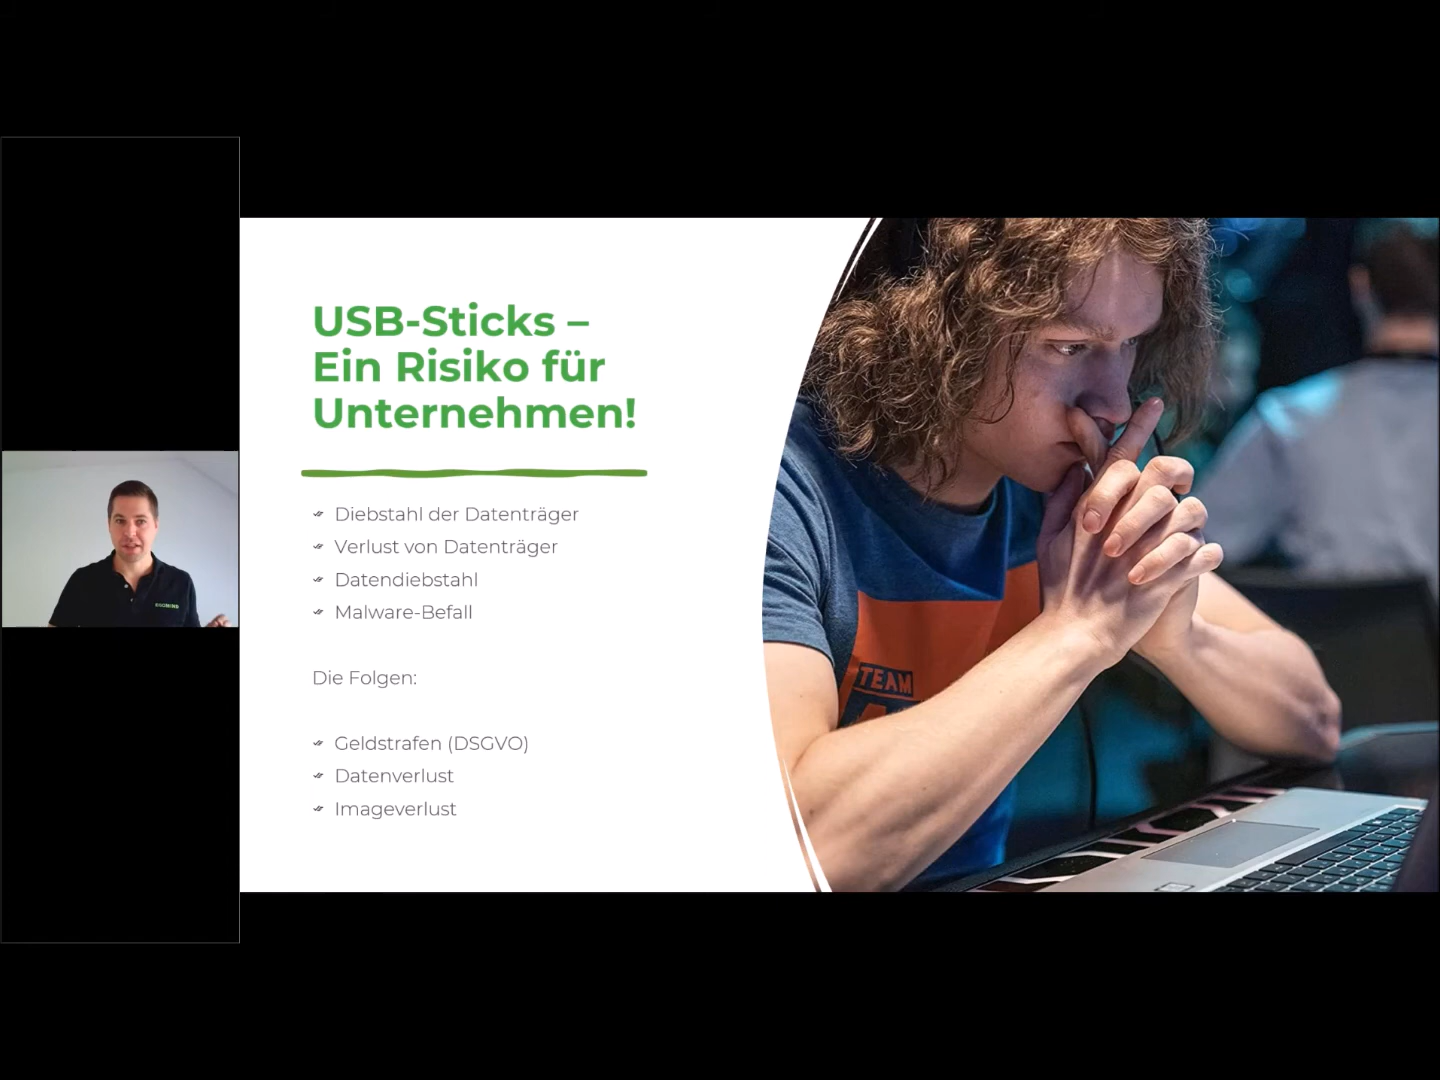 USB-Sticks –
Ein Risiko für
Unternehmen!
Diebstahl der Datenträger
Verlust von Datenträger
Datendiebstahl
Malware-Befall
Die Folgen:
Geldstrafen (DSGVO)
Datenverlust
Imageverlust
TEAM